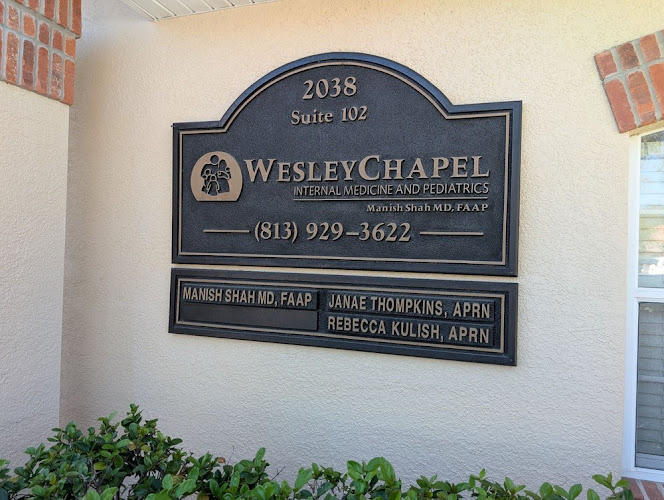 2038
Suite 102
WESLEYCHAPEL
INTERNAL MEDICINE AND PEDIATRICS
Manish Shah MD, FAAP
(813) 929-3622
MANISH SHAH MD, FAAP
JANAE THOMPKINS, APRN
REBECCA KULISH, APRN